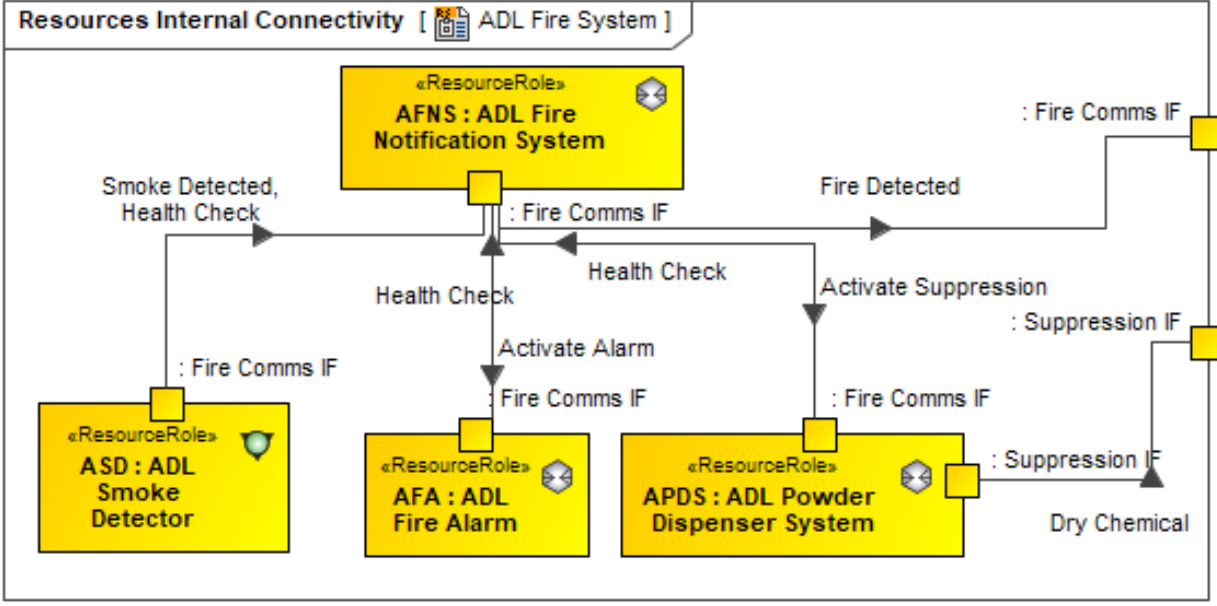 Resources Internal Connectivity [ ADL Fire System ]
«ResourceRole»
AFNS : ADL Fire
Notification System
: Fire Comms IF
Smoke Detected,
Health Check
Fire Detected
: Fire Comms IF
Health Check
Health Check
Activate Suppression
: Suppression IF
Activate Alarm
: Fire Comms IF
: Fire Comms IF
: Fire Comms IF
«ResourceRole»
ASD : ADL
Smoke
Detector
«ResourceRole»
AFA : ADL
Fire Alarm
«ResourceRole»
APDS : ADL Powder
Dispenser System
: Suppression IF
Dry Chemical